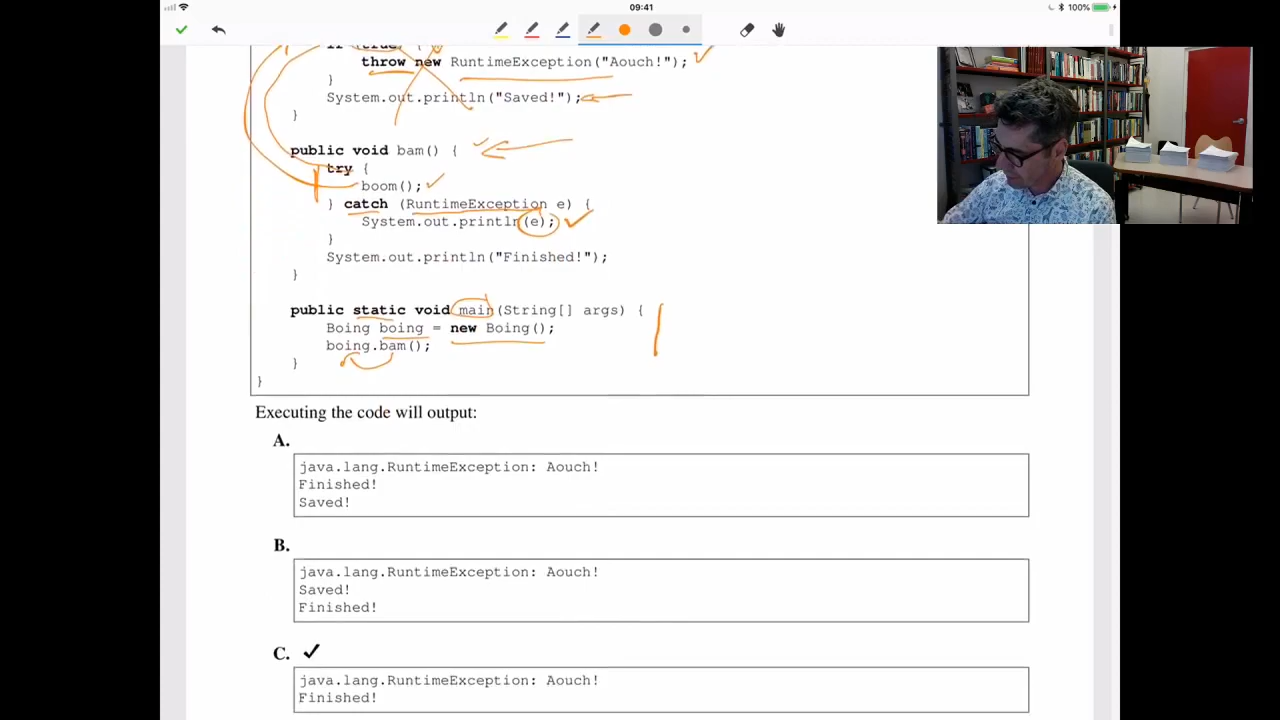 09:41
100%
if (true) {
throw new RuntimeException("Aouch!");
}
System.out.println("Saved!");
}
public void bam() {
try {
boom();
} catch (RuntimeException e) {
System.out.println(e);
}
System.out.println("Finished!");
}
public static void main(String[] args) {
Boing boing = new Boing();
boing.bam();
}
}
Executing the code will output:
A.
java.lang.RuntimeException: Aouch!
Finished!
Saved!
B.
java.lang.RuntimeException: Aouch!
Saved!
Finished!
C. ✓
java.lang.RuntimeException: Aouch!
Finished!